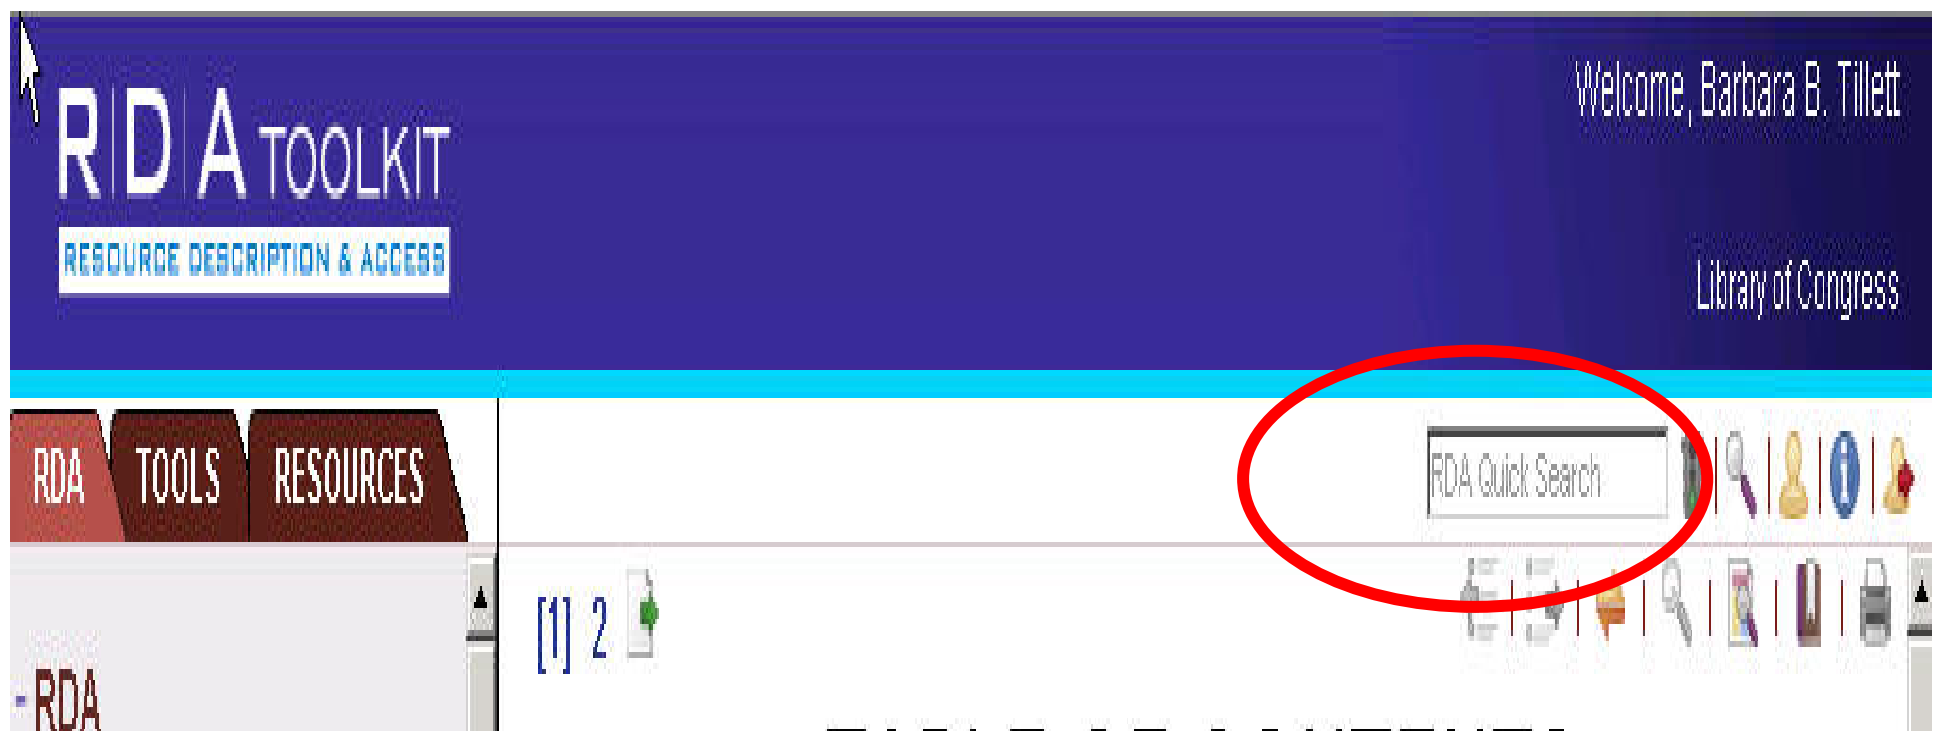 Welcome, Barbara B. Tillett
R|D|A TOOLKIT
RESOURCE DESCRIPTION & ACCESS
Library of Congress
RDA TOOLS RESOURCES
RDA Quick Search
[1] 2
- RDA